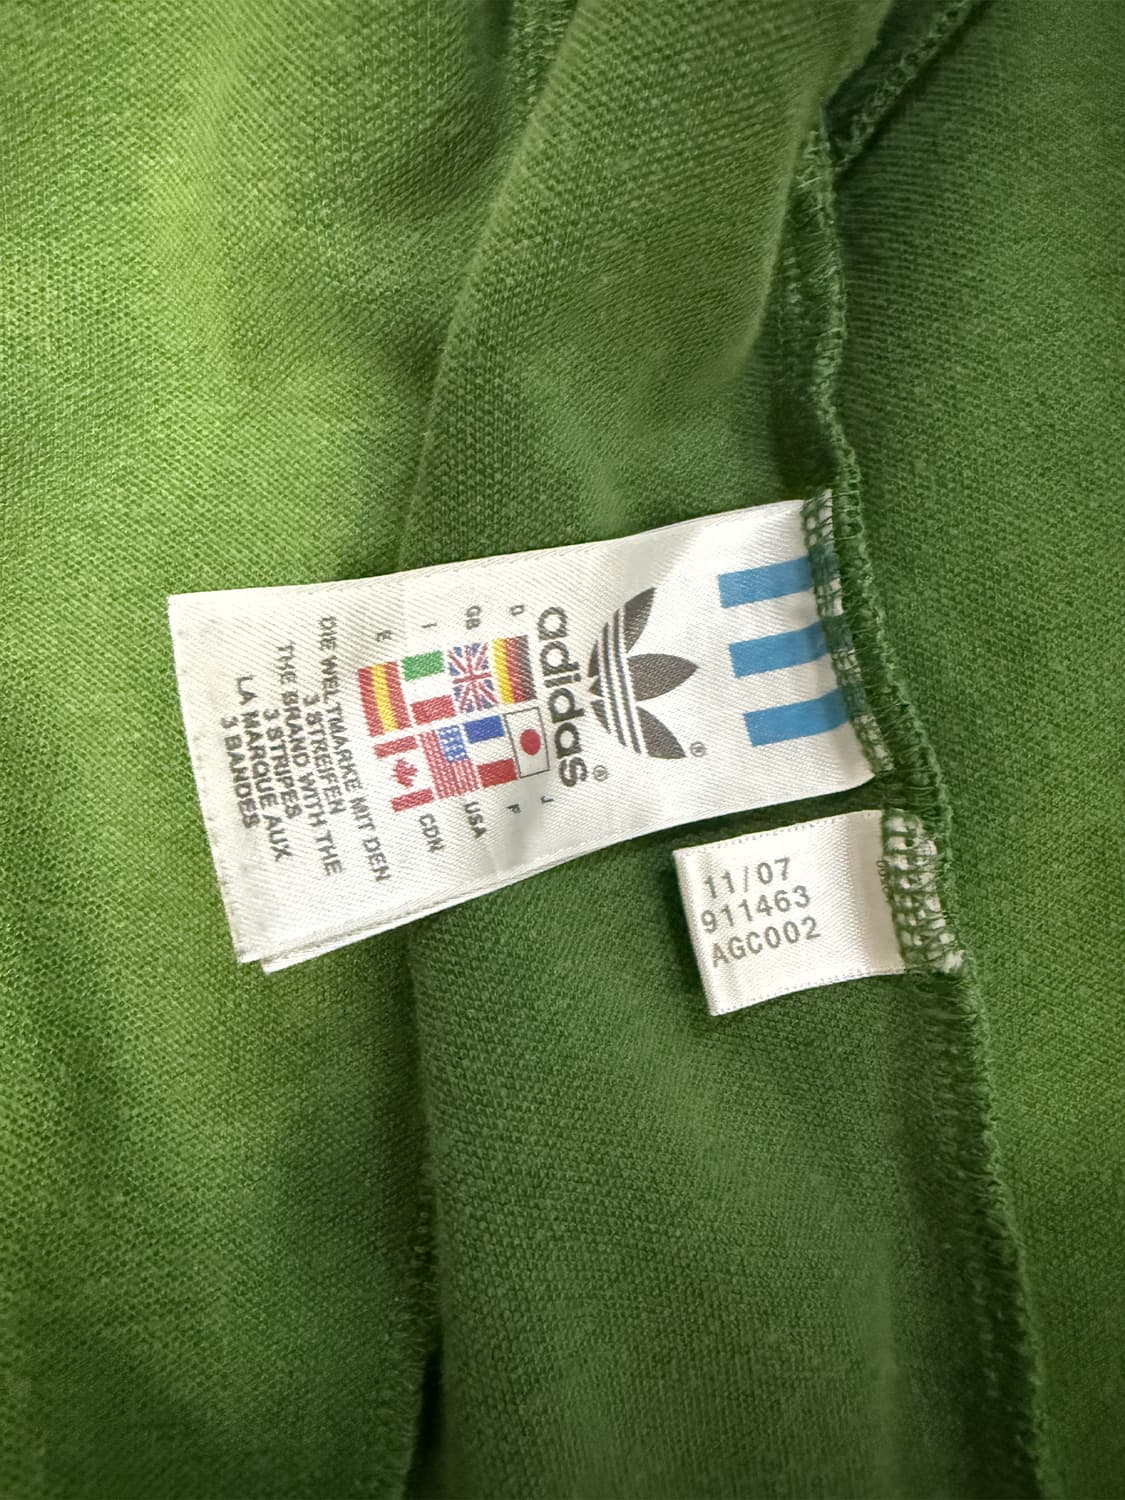 adidas®
®
D
GB
I
E
J
F
USA
CDN
DIE WELTMARKE MIT DEN
3 STREIFEN
THE BRAND WITH THE
3 STRIPES
LA MARQUE AUX
3 BANDES
11/07
911463
AGC002